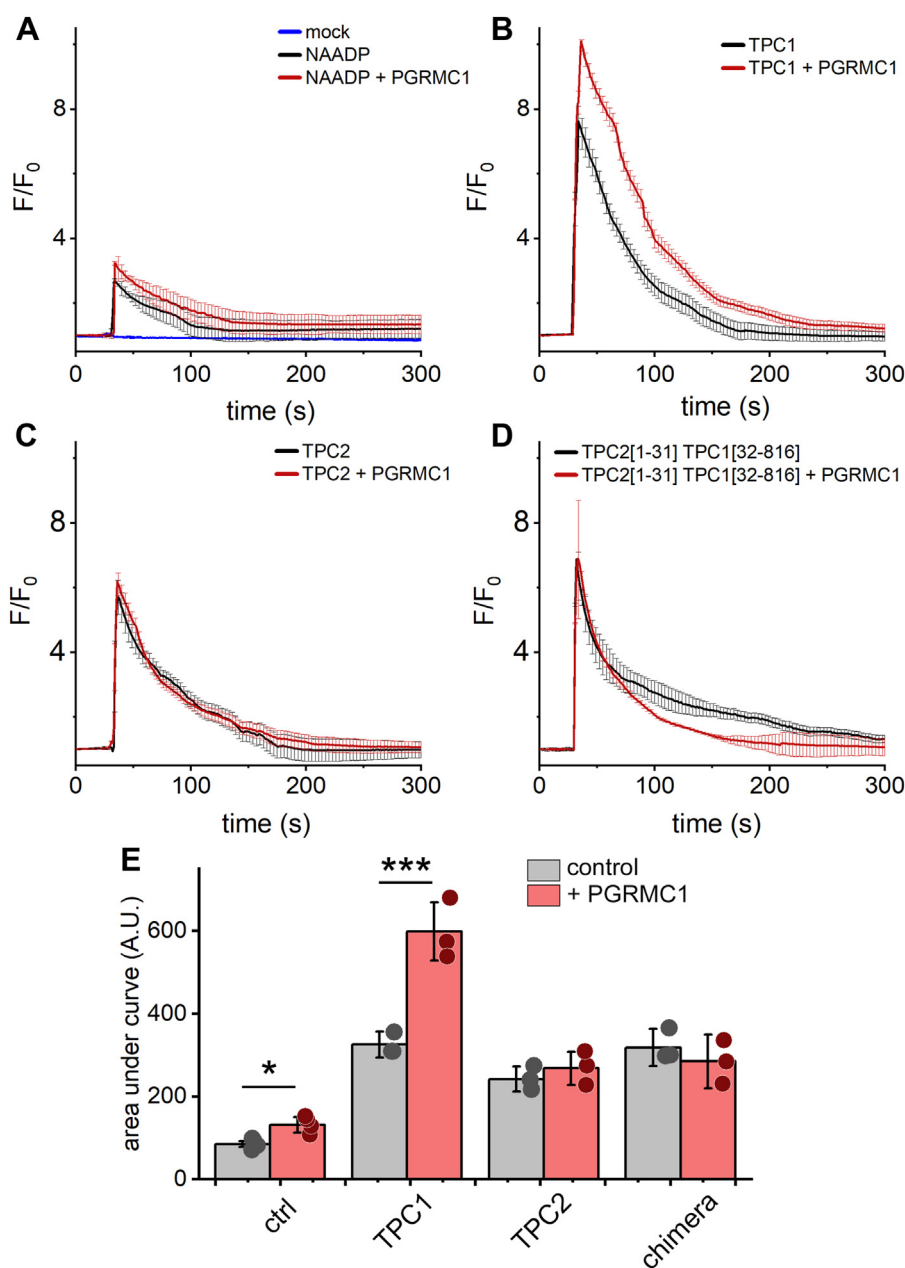 A
mock
NAADP
NAADP + PGRMC1
8
4
F/F0
0 100 200 300
time (s)
B
TPC1
TPC1 + PGRMC1
8
4
F/F0
0 100 200 300
time (s)
C
TPC2
TPC2 + PGRMC1
8
4
F/F0
0 100 200 300
time (s)
D
TPC2[1-31] TPC1[32-816]
TPC2[1-31] TPC1[32-816] + PGRMC1
8
4
F/F0
0 100 200 300
time (s)
E
control
+ PGRMC1
***
*
600
400
200
0
area under curve (A.U.)
ctrl
TPC1
TPC2
chimera